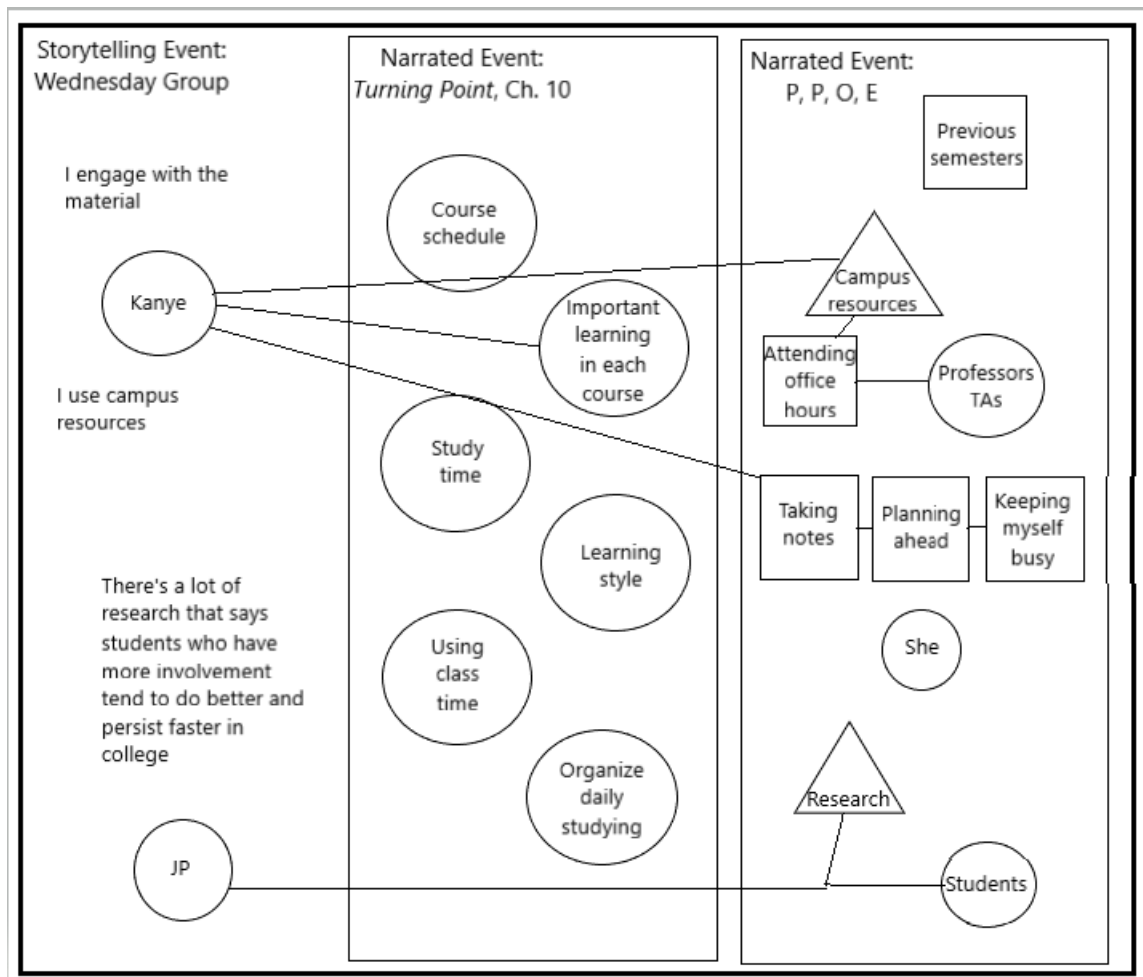 Storytelling Event:
Wednesday Group
I engage with the
material
Kanye
I use campus
resources
There's a lot of
research that says
students who have
more involvement
tend to do better and
persist faster in
college
JP
Narrated Event:
Turning Point, Ch. 10
Course
schedule
Important
learning
in each
course
Study
time
Learning
style
Using
class
time
Organize
daily
studying
Narrated Event:
P, P, O, E
Previous
semesters
Campus
resources
Attending
office
hours
Professors
TAs
Taking
notes
Planning
ahead
Keeping
myself
busy
She
Research
Students